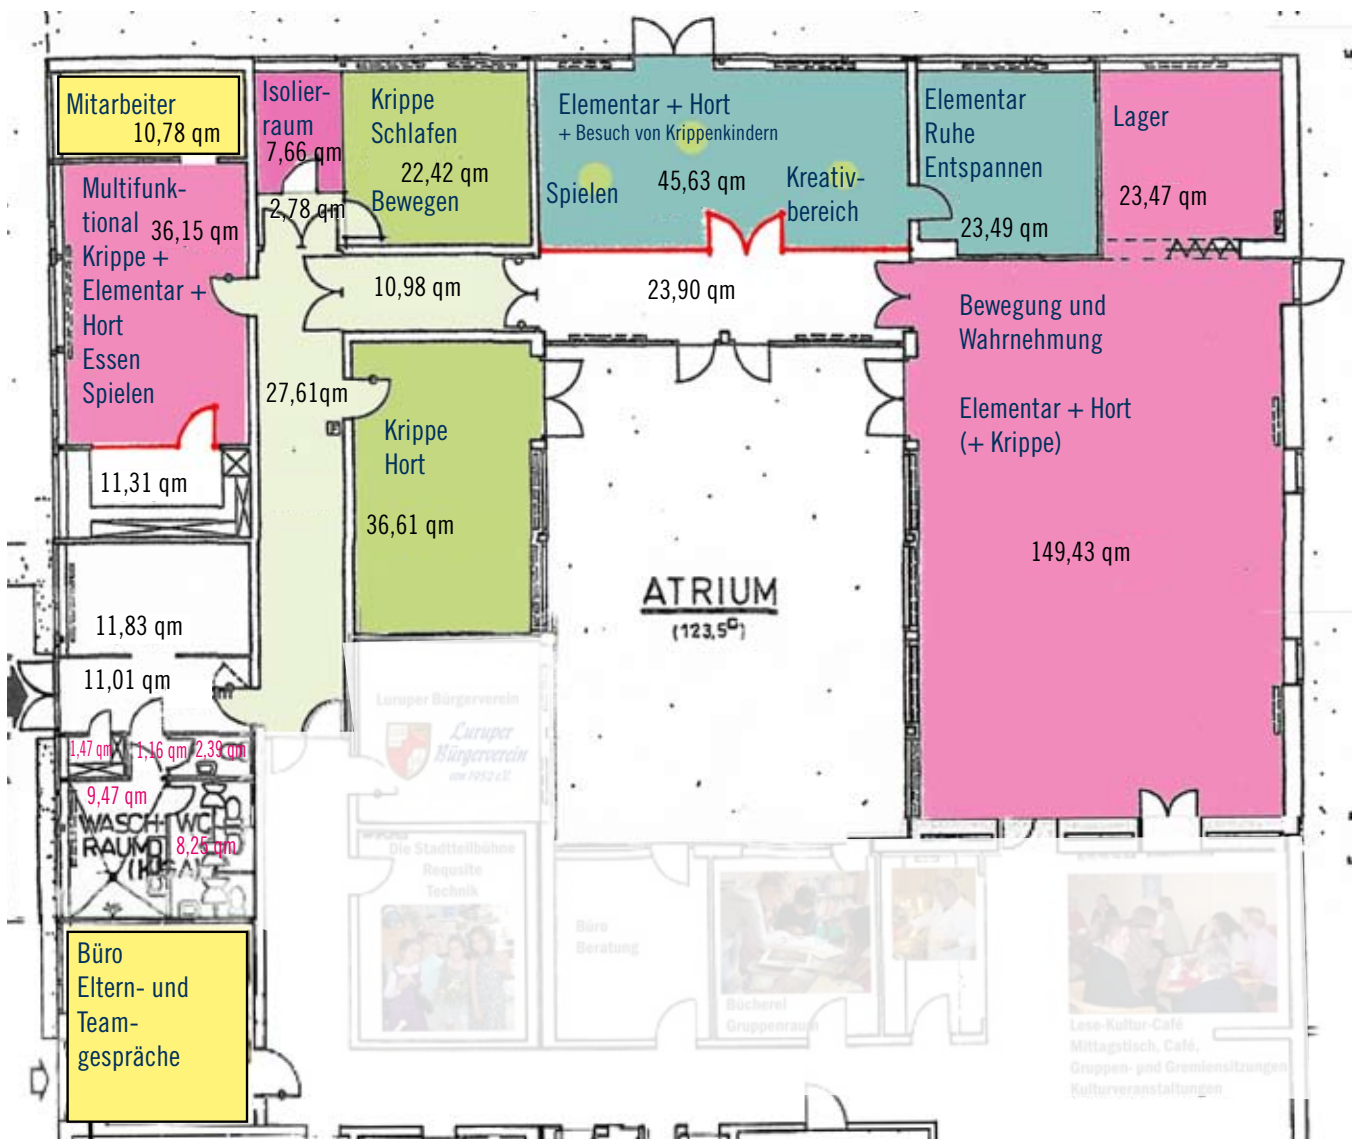 Mitarbeiter
10,78 qm
Isolier-
raum
7,66 qm
2,78 qm
Krippe
Schlafen
22,42 qm
Bewegen
Elementar + Hort
+ Besuch von Krippenkindern
Spielen
45,63 qm
Kreativ-
bereich
Elementar
Ruhe
Entspannen
23,49 qm
Lager
23,47 qm
Multifunk-
tional
36,15 qm
Krippe +
Elementar +
Hort
Essen
Spielen
10,98 qm
23,90 qm
Bewegung und
Wahrnehmung
Elementar + Hort
(+ Krippe)
149,43 qm
27,61qm
Krippe
Hort
36,61 qm
11,31 qm
11,83 qm
11,01 qm
ATRIUM
(123,5□)
1,47 qm
1,16 qm
2,39 qm
9,47 qm
WASCH-
RAUM
WC
8,25 qm
Luruper Bürgerverein
Luruper
Bürgerverein
von 1952 e.V.
Die Stadtteilbühne
Requsite
Technik
Büro
Beratung
Bücherei
Gruppenraum
Lese-Kultur-Café
Mittagstisch, Café,
Gruppen- und Gremiensitzungen
Kulturveranstaltungen
Büro
Eltern- und
Team-
gespräche